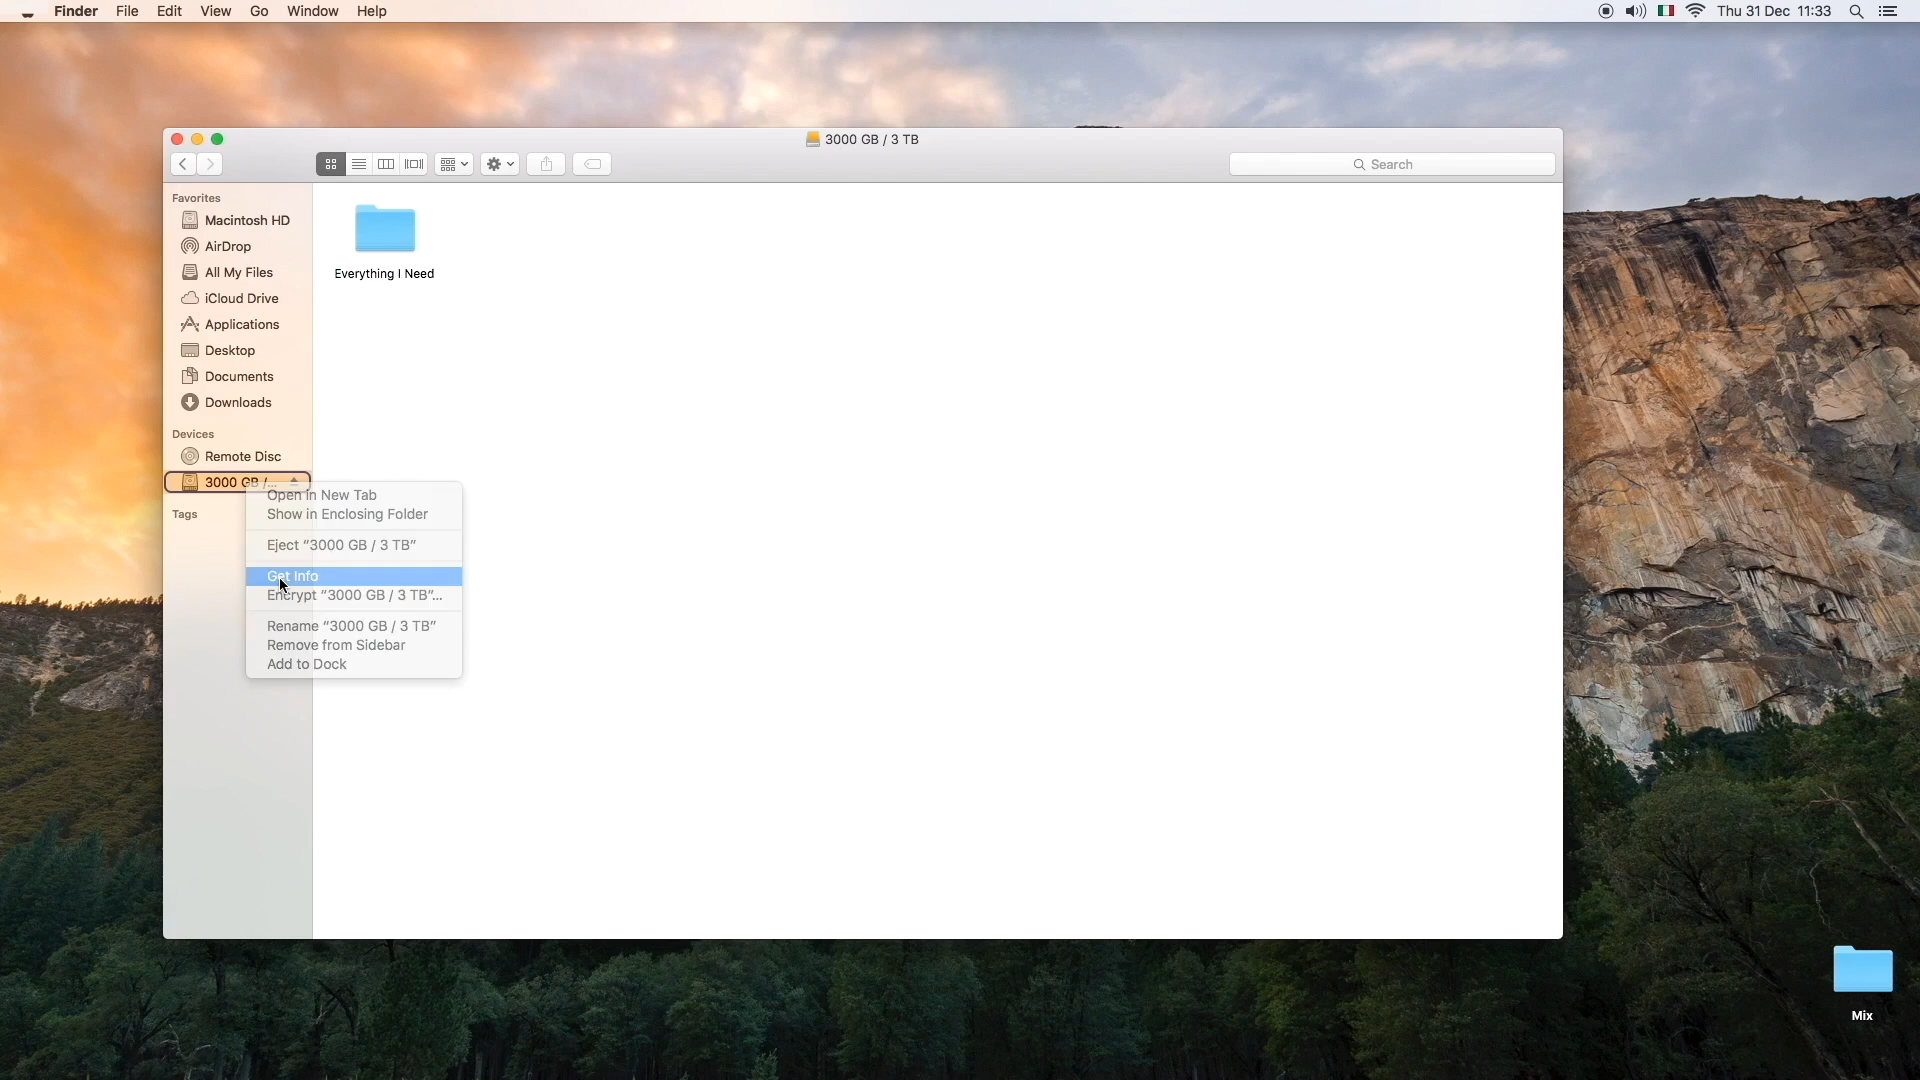 Finder File Edit View Go Window Help Thu 31 Dec 11:33
3000 GB / 3 TB
Search
Favorites
Macintosh HD
AirDrop
All My Files
iCloud Drive
Applications
Desktop
Documents
Downloads
Devices
Remote Disc
3000 GB /...
Tags
Everything I Need
Open in New Tab
Show in Enclosing Folder
Eject “3000 GB / 3 TB”
Get Info
Encrypt “3000 GB / 3 TB”...
Rename “3000 GB / 3 TB”
Remove from Sidebar
Add to Dock
Mix